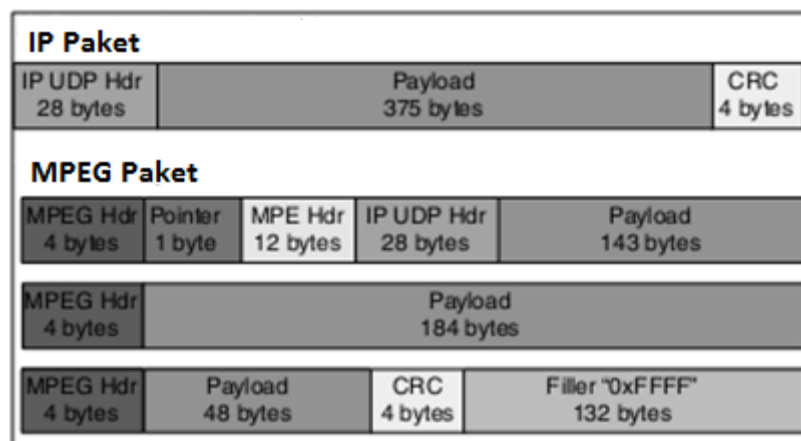 IP Paket
IP UDP Hdr Payload CRC
28 bytes 375 bytes 4 bytes
MPEG Paket
MPEG Hdr Pointer MPE Hdr IP UDP Hdr Payload
4 bytes 1 byte 12 bytes 28 bytes 143 bytes
MPEG Hdr Payload
4 bytes 184 bytes
MPEG Hdr Payload CRC Filler "0xFFFF"
4 bytes 48 bytes 4 bytes 132 bytes